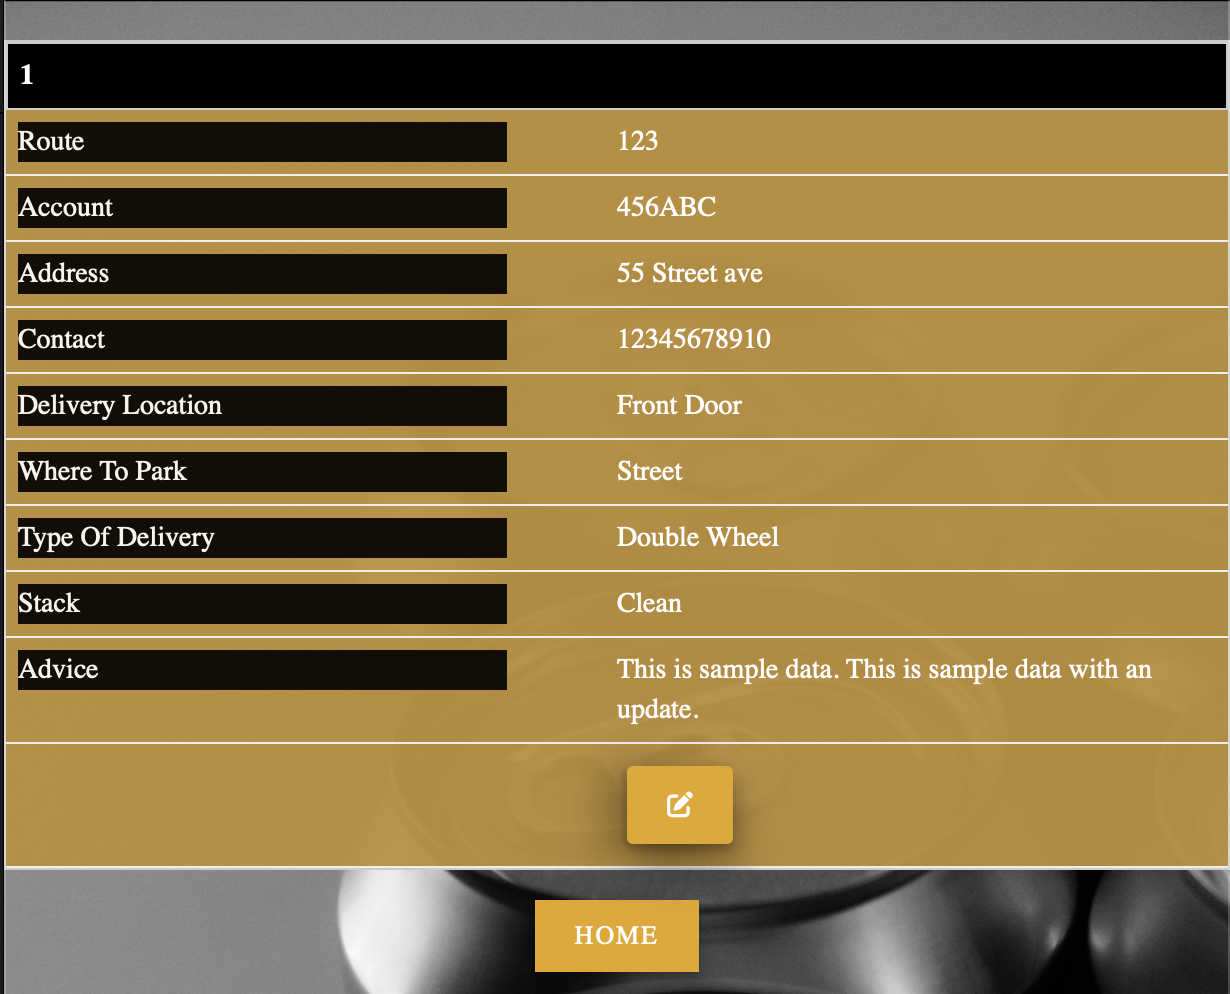 1
Route 123
Account 456ABC
Address 55 Street ave
Contact 12345678910
Delivery Location Front Door
Where To Park Street
Type Of Delivery Double Wheel
Stack Clean
Advice This is sample data. This is sample data with an
update.
HOME